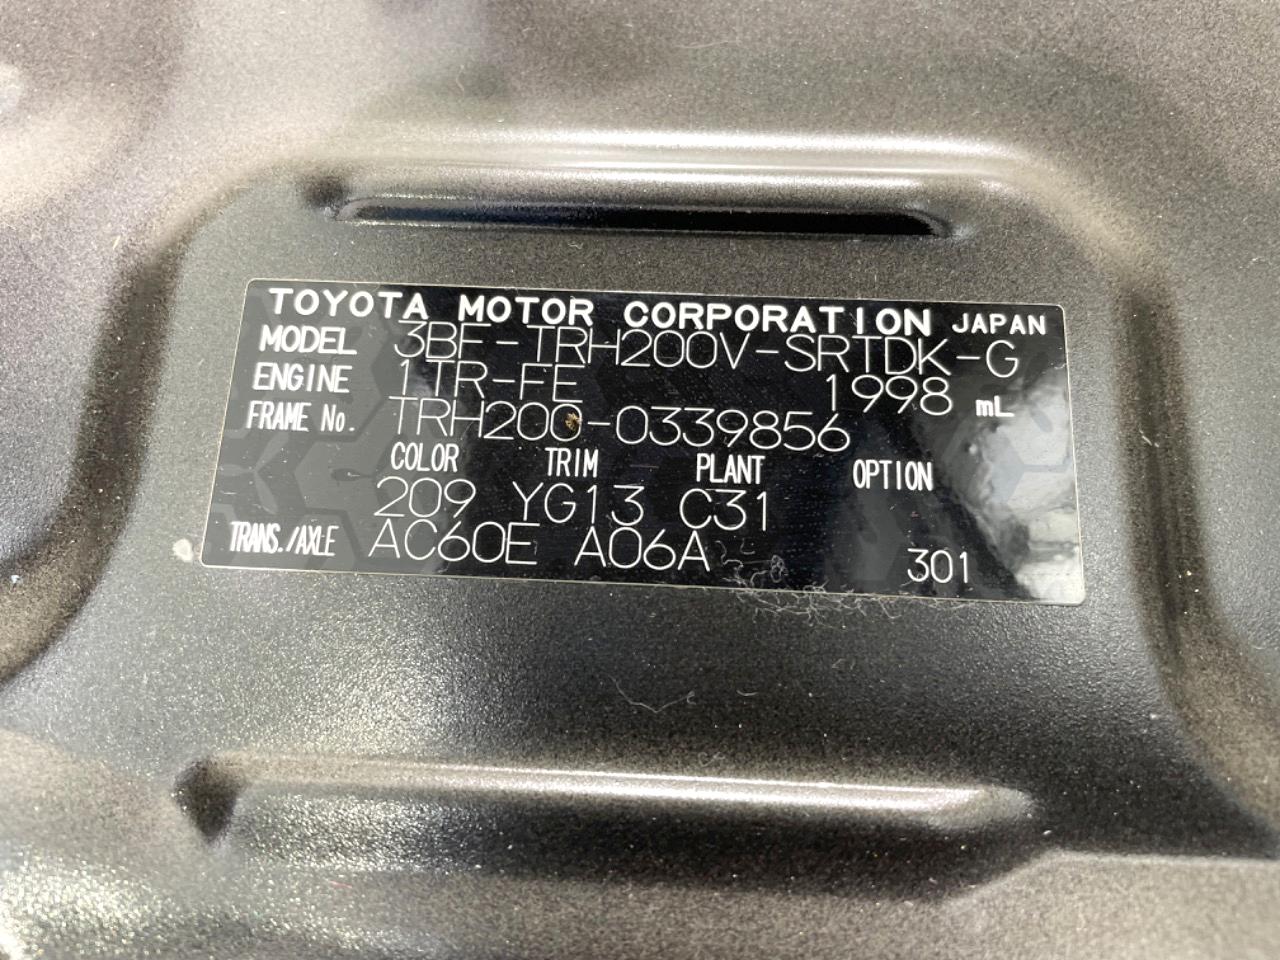 TOYOTA MOTOR CORPORATION JAPAN
MODEL 3BF-TRH200V-SRTDK-G
ENGINE 1TR-FE 1998 mL
FRAME No. TRH200-0339856
COLOR TRIM PLANT OPTION
209 YG13 C31
TRANS./AXLE AC60E A06A 301